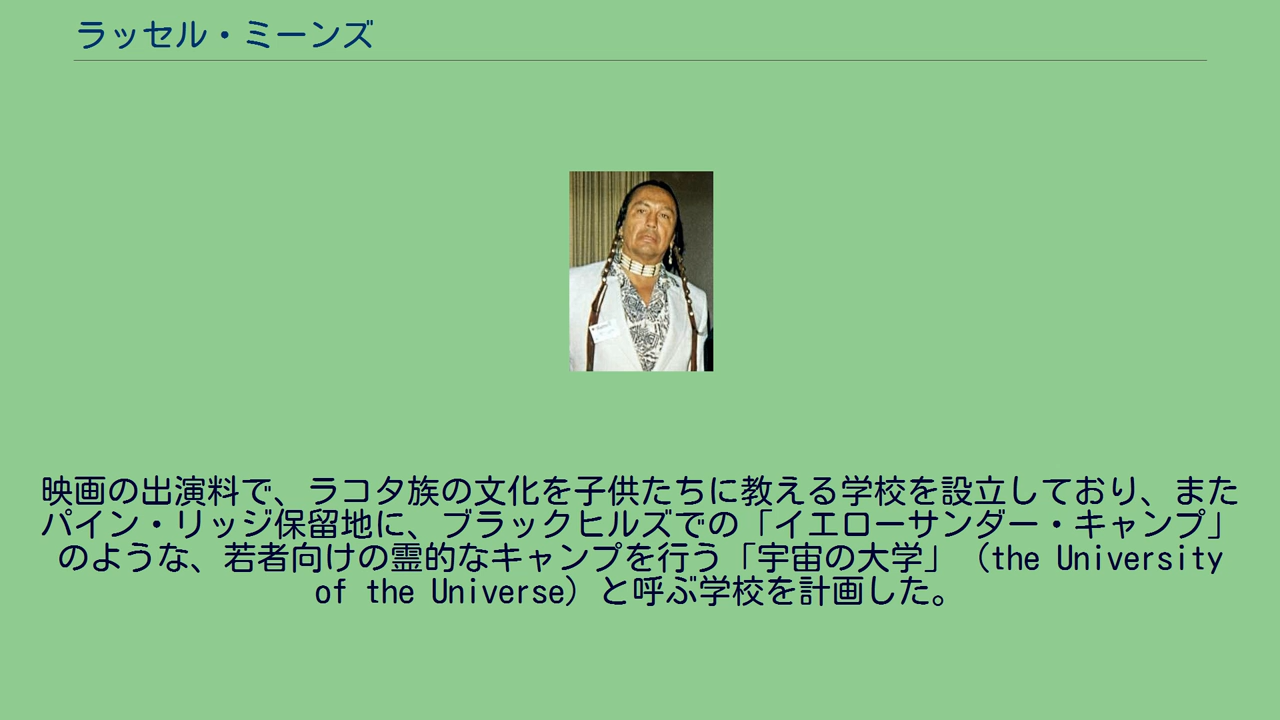 ラッセル・ミーンズ
映画の出演料で、ラコタ族の文化を子供たちに教える学校を設立しており、また
パイン・リッジ保留地に、ブラックヒルズでの「イエローサンダー・キャンプ」
のような、若者向けの霊的なキャンプを行う「宇宙の大学」（the University
of the Universe）と呼ぶ学校を計画した。